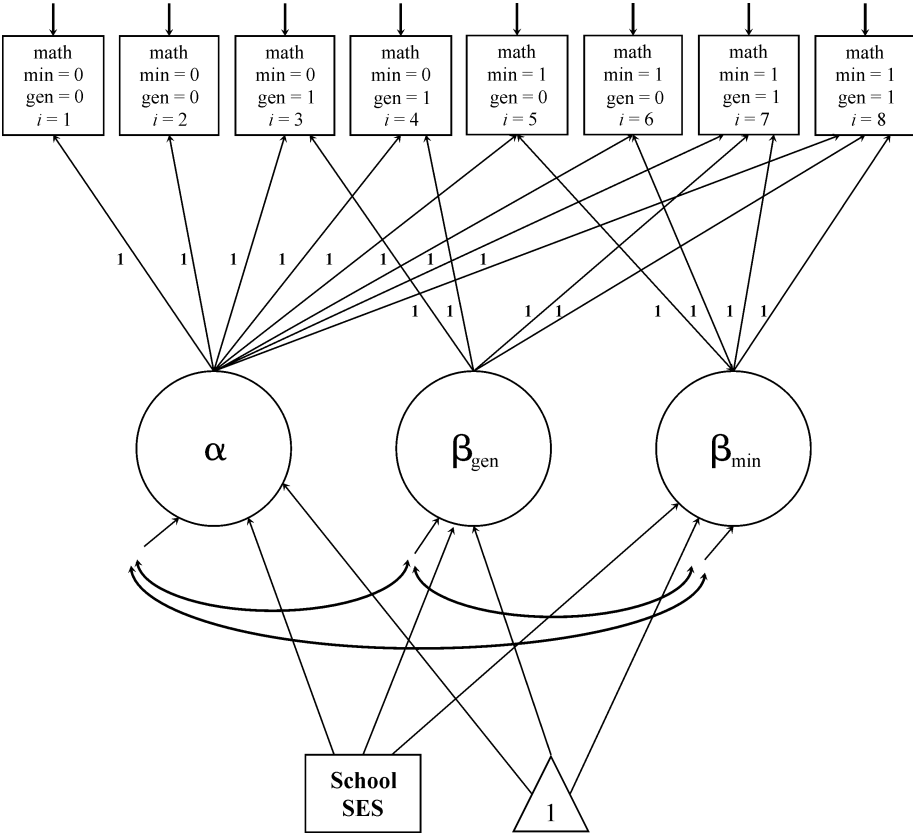 math
min = 0
gen = 0
i = 1
math
min = 0
gen = 0
i = 2
math
min = 0
gen = 1
i = 3
math
min = 0
gen = 1
i = 4
math
min = 1
gen = 0
i = 5
math
min = 1
gen = 0
i = 6
math
min = 1
gen = 1
i = 7
math
min = 1
gen = 1
i = 8
1 1 1 1 1 1 1 1
1 1 1 1 1 1 1 1
α
βgen
βmin
School
SES
1